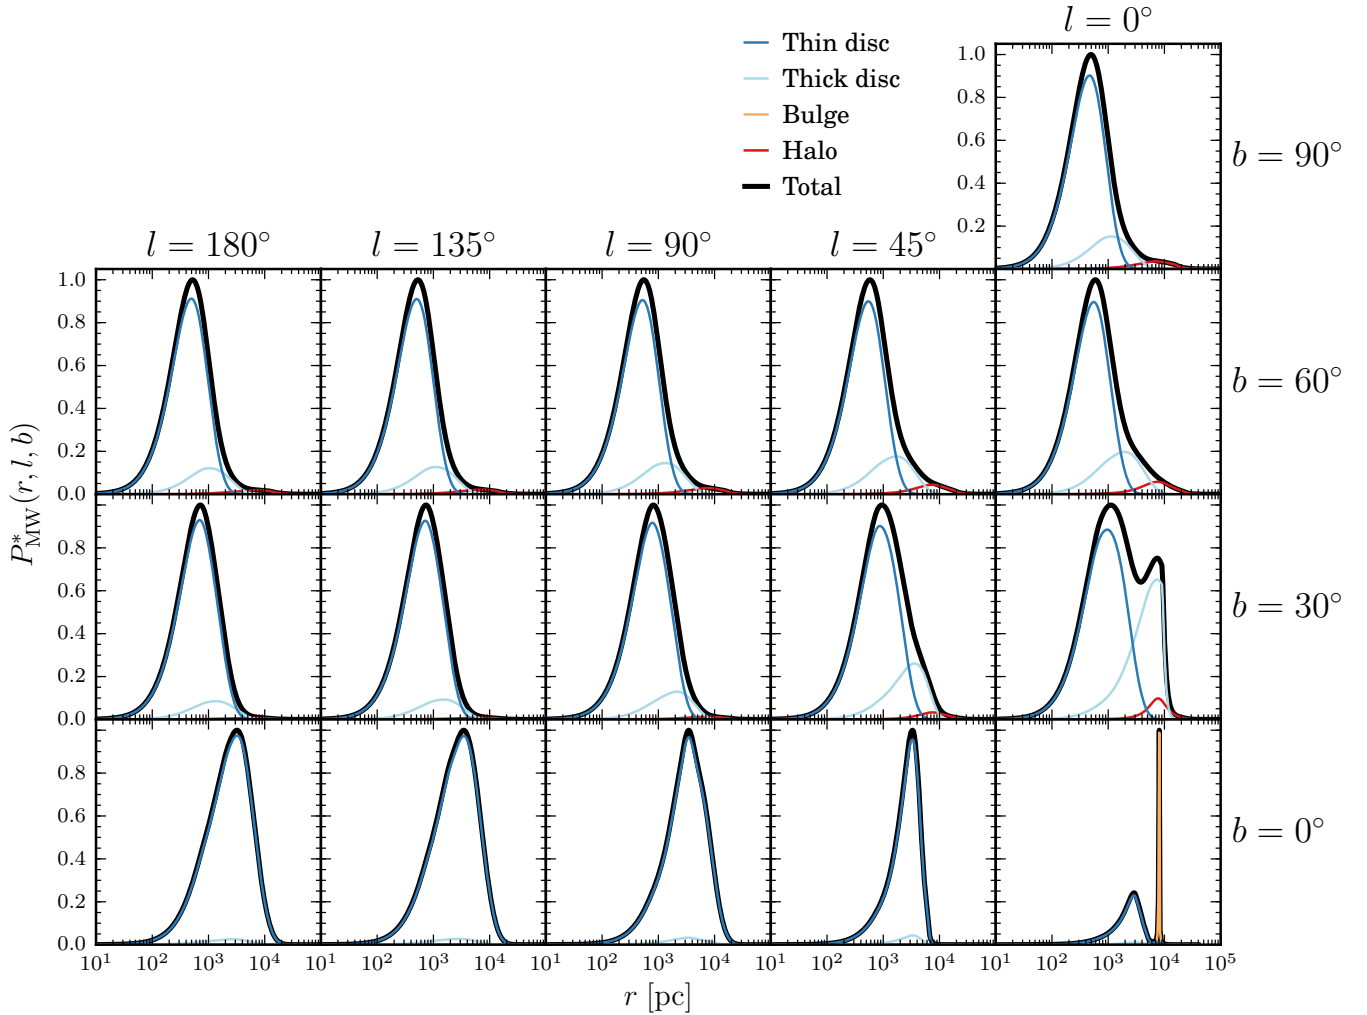 l = 0°
Thin disc
Thick disc
Bulge
Halo
Total
1.0
0.8
0.6
0.4
0.2
b = 90°
l = 180° l = 135° l = 90° l = 45°
1.0
0.8
0.6
0.4
0.2
0.0
b = 60°
0.8
0.6
0.4
0.2
0.0
b = 30°
0.8
0.6
0.4
0.2
0.0
b = 0°
P*MW(r, l, b)
10¹ 10² 10³ 10⁴ 10¹ 10² 10³ 10⁴ 10¹ 10² 10³ 10⁴ 10¹ 10² 10³ 10⁴ 10¹ 10² 10³ 10⁴ 10⁵
r [pc]